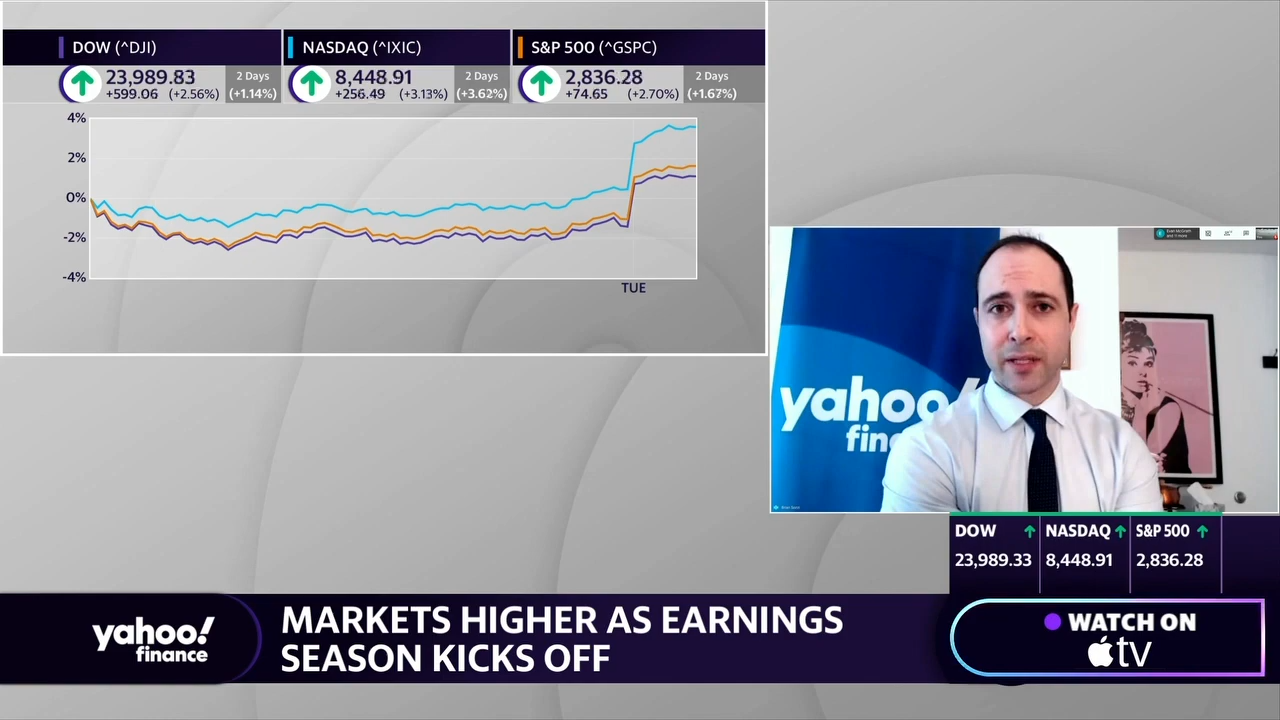 DOW (^DJI)
23,989.83
+599.06 (+2.56%)
2 Days
(+1.14%)
NASDAQ (^IXIC)
8,448.91
+256.49 (+3.13%)
2 Days
(+3.62%)
S&P 500 (^GSPC)
2,836.28
+74.65 (+2.70%)
2 Days
(+1.67%)
4%
2%
0%
-2%
-4%
TUE
yahoo!
fin
DOW
23,989.33
NASDAQ
8,448.91
S&P 500
2,836.28
yahoo!
finance
MARKETS HIGHER AS EARNINGS
SEASON KICKS OFF
WATCH ON
tv